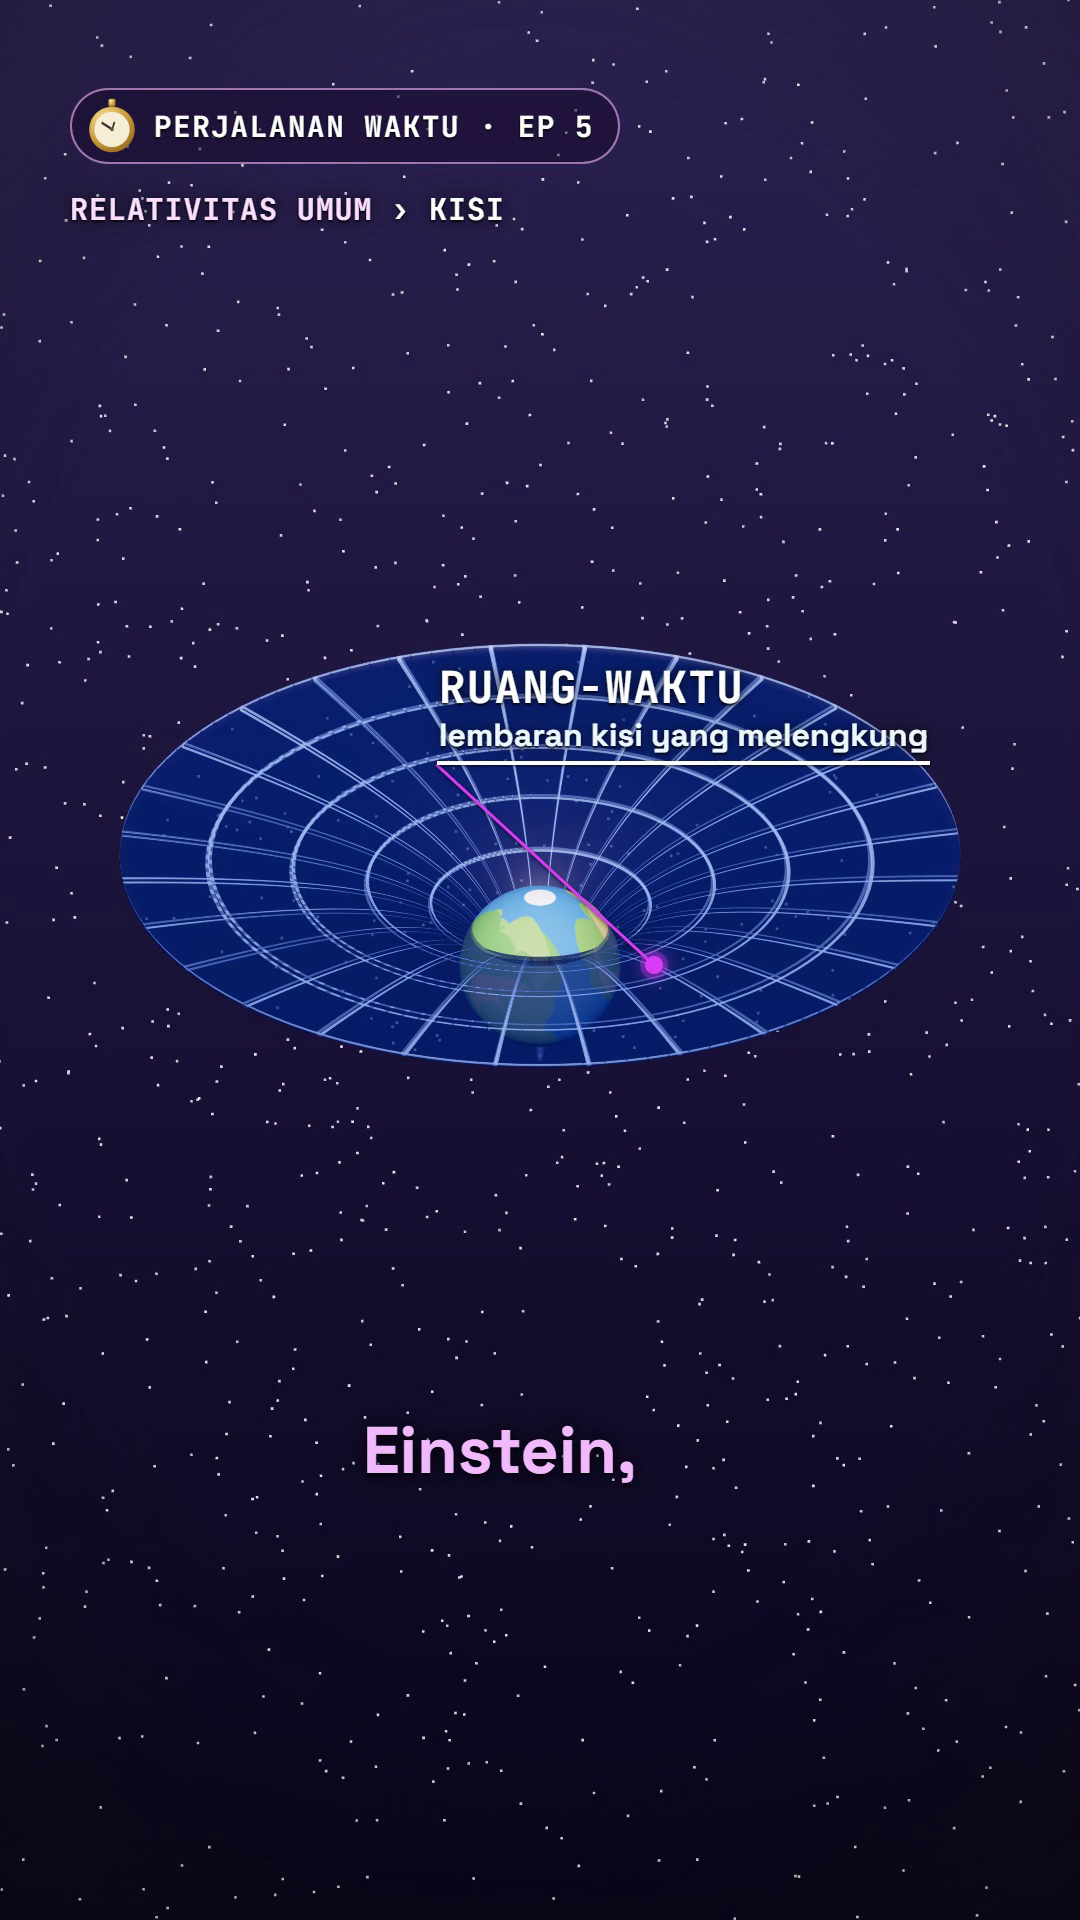 PERJALANAN WAKTU · EP 5
RELATIVITAS UMUM › KISI
RUANG-WAKTU
lembaran kisi yang melengkung
Einstein,